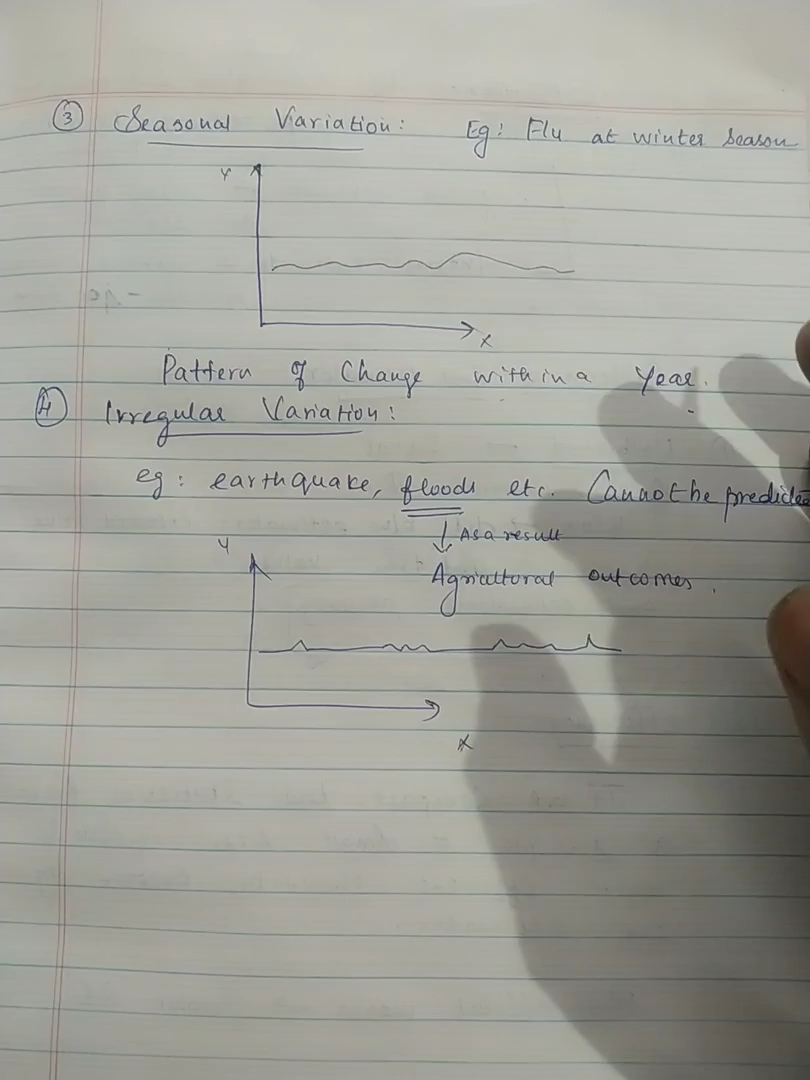 ③ Seasonal Variation: Eg: Flu at winter season
Y
X
Pattern of Change within a Year.
④ Irregular Variation:
eg: earthquake, floods etc. Cannot be predicted
As a result
Y
Agricultural outcomes.
X